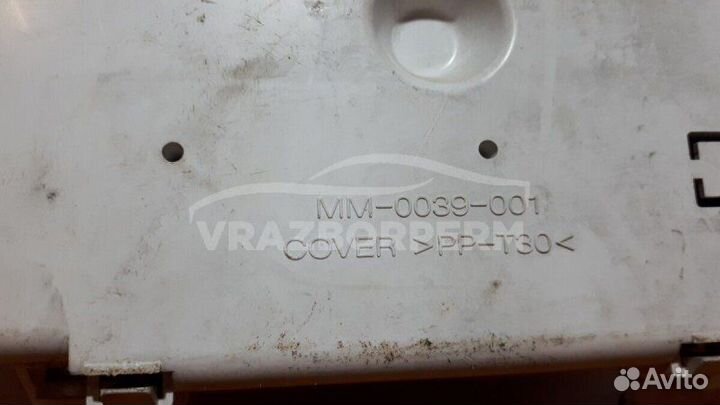 MM-0039-001
VRAZBORPERM
COVER >PP-T30<
Avito